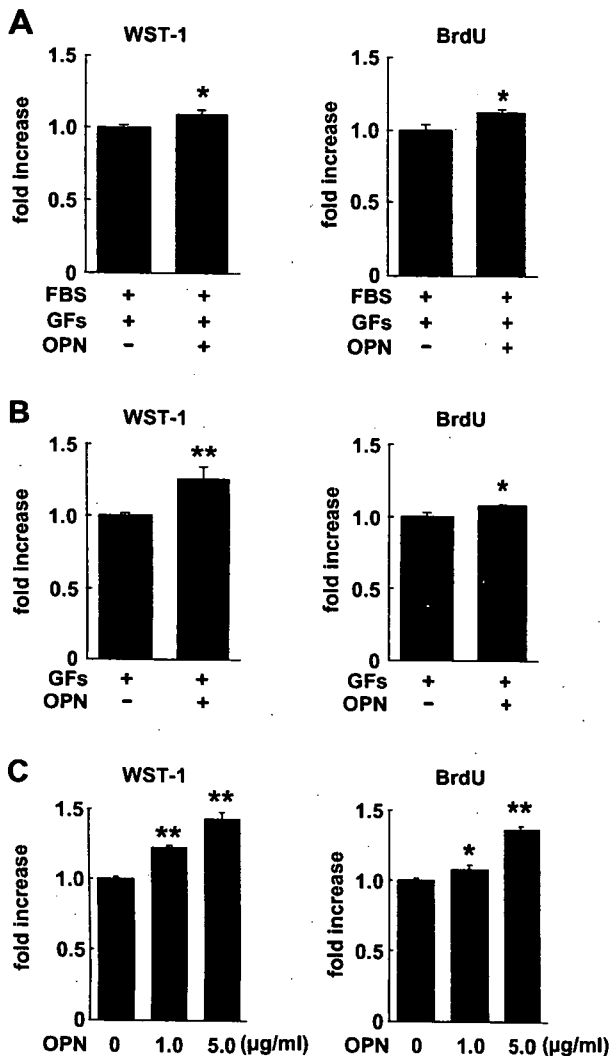 A
WST-1
BrdU
fold increase
1.5
1.0
0.5
0
*
fold increase
1.5
1.0
0.5
0
*
FBS + +
GFs + +
OPN - +
FBS + +
GFs + +
OPN - +
B
WST-1
BrdU
fold increase
1.5
1.0
0.5
0
**
fold increase
1.5
1.0
0.5
0
*
GFs + +
OPN - +
GFs + +
OPN - +
C
WST-1
BrdU
fold increase
1.5
1.0
0.5
0
**
**
fold increase
1.5
1.0
0.5
0
*
**
OPN 0 1.0 5.0 (µg/ml)
OPN 0 1.0 5.0 (µg/ml)